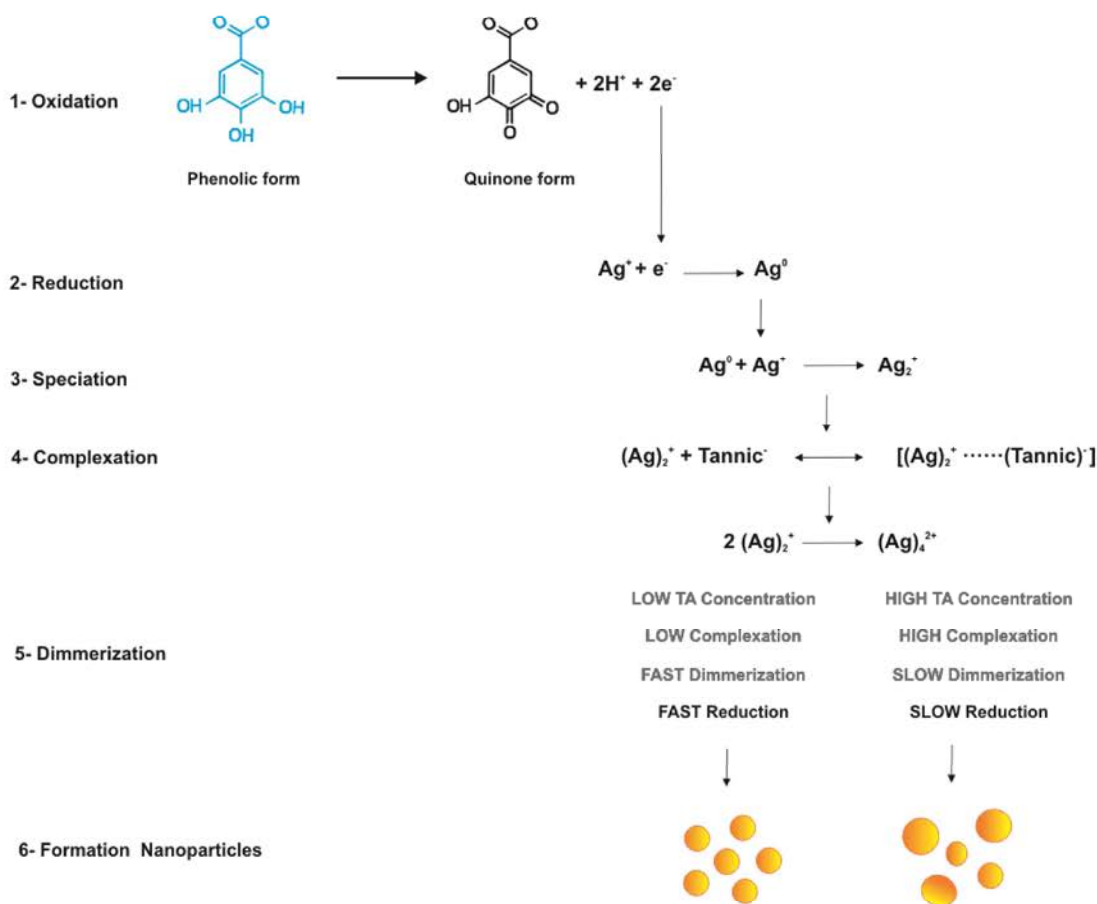 O
O
1- Oxidation
OH
OH
OH
Phenolic form
O
O
OH
O
O
+ 2H⁺ + 2e⁻
Quinone form
2- Reduction
Ag⁺ + e⁻ → Ag⁰
3- Speciation
Ag⁰ + Ag⁺ → Ag₂⁺
4- Complexation
(Ag)₂⁺ + Tannic⁻ ↔ [(Ag)₂⁺ ······(Tannic)⁻]
2 (Ag)₂⁺ → (Ag)₄²⁺
5- Dimmerization
LOW TA Concentration
LOW Complexation
FAST Dimmerization
FAST Reduction
HIGH TA Concentration
HIGH Complexation
SLOW Dimmerization
SLOW Reduction
6- Formation Nanoparticles